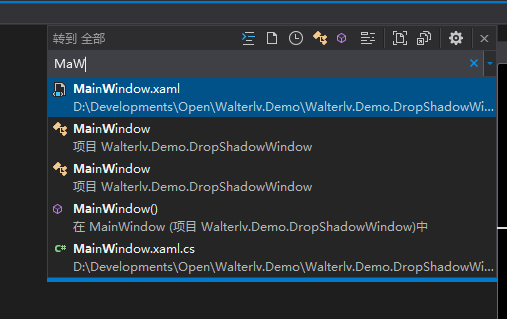 转到 全部
MaW
MainWindow.xaml
D:\Developments\Open\Walterlv.Demo\Walterlv.Demo.DropShadowWi...
MainWindow
项目 Walterlv.Demo.DropShadowWindow
MainWindow
项目 Walterlv.Demo.DropShadowWindow
MainWindow()
在 MainWindow (项目 Walterlv.Demo.DropShadowWindow)中
C# MainWindow.xaml.cs
D:\Developments\Open\Walterlv.Demo\Walterlv.Demo.DropShadowWi...